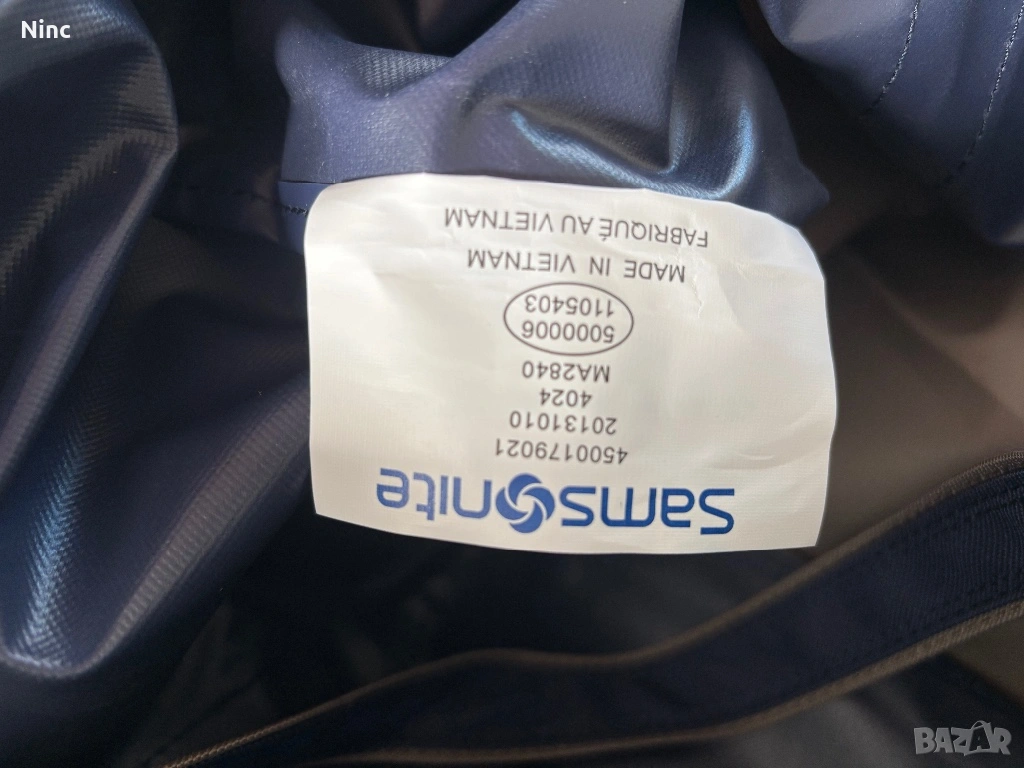 Ninc
Samsonite
4500179021
20131010
4024
MA2840
5000006
1105403
MADE IN VIETNAM
FABRIQUÉ AU VIETNAM
BAZAR